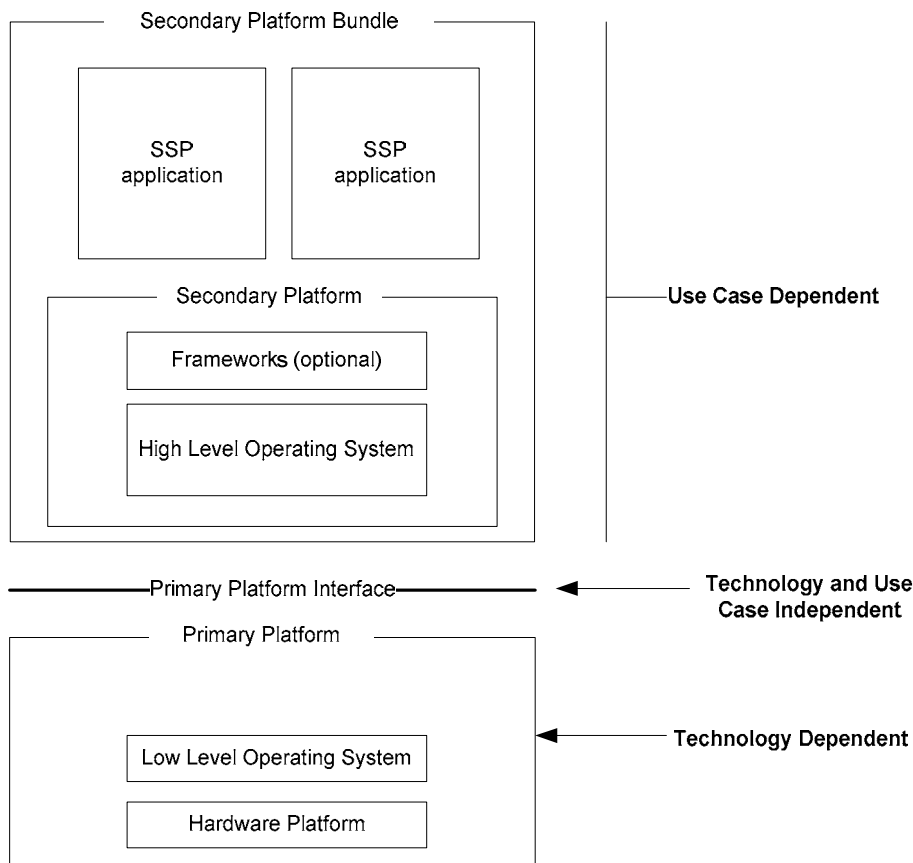 Secondary Platform Bundle
SSP
application
SSP
application
Secondary Platform
Frameworks (optional)
High Level Operating System
Use Case Dependent
Primary Platform Interface
Technology and Use
Case Independent
Primary Platform
Low Level Operating System
Technology Dependent
Hardware Platform